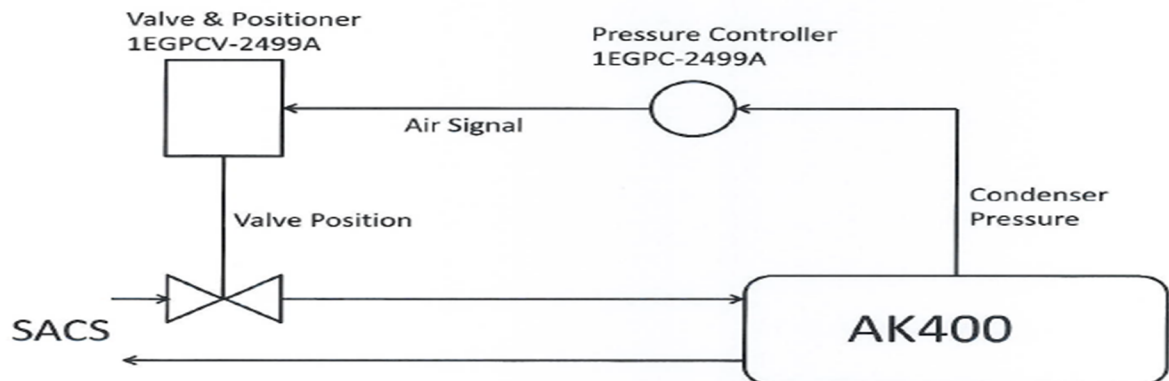 Valve & Positioner
1EGPCV-2499A
Pressure Controller
1EGPC-2499A
Air Signal
Condenser
Pressure
Valve Position
SACS
AK400